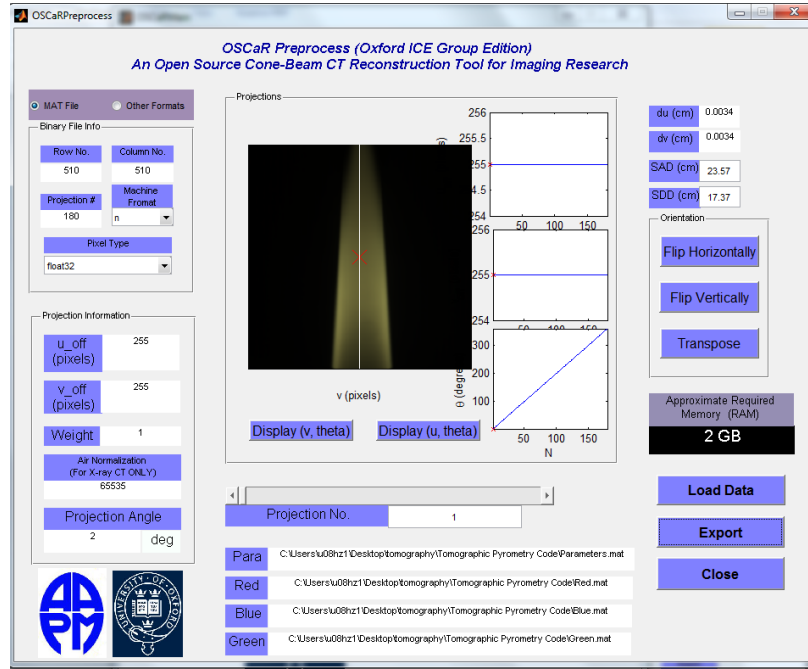 OSCaRPreprocess
OSCaR Preprocess (Oxford ICE Group Edition)
An Open Source Cone-Beam CT Reconstruction Tool for Imaging Research
MAT File
Other Formats
Binary File Info
Row No.
Column No.
510
510
Projection #
Machine
Fromat
180
n
Pixel Type
float32
Projection Information
u_off
(pixels)
255
v_off
(pixels)
255
Weight
1
Air Normalization
(For X-ray CT ONLY)
65535
Projection Angle
2
deg
AAPM
UNIVERSITY OF OXFORD
Projections
v (pixels)
Display (v, theta)
Display (u, theta)
256
255.5
255
4.5
254
50 100 150
256
255
254
50 100 150
θ (degre
300
200
100
50 100 150
N
Projection No.
1
Para
C:\Users\u08hz1\Desktop\tomography\Tomographic Pyrometry Code\Parameters.mat
Red
C:\Users\u08hz1\Desktop\tomography\Tomographic Pyrometry Code\Red.mat
Blue
C:\Users\u08hz1\Desktop\tomography\Tomographic Pyrometry Code\Blue.mat
Green
C:\Users\u08hz1\Desktop\tomography\Tomographic Pyrometry Code\Green.mat
du (cm)
0.0034
dv (cm)
0.0034
SAD (cm)
23.57
SDD (cm)
17.37
Orientation
Flip Horizontally
Flip Vertically
Transpose
Approximate Required
Memory (RAM)
2 GB
Load Data
Export
Close